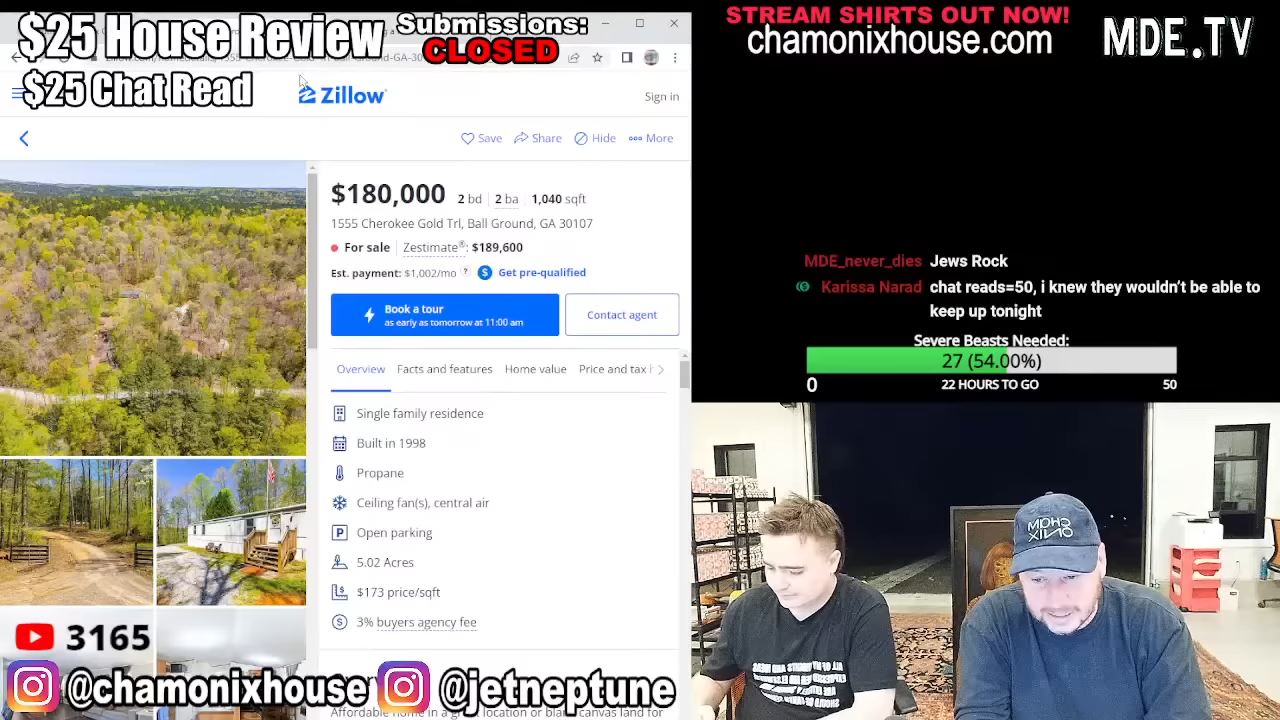 $25 House Review
Submissions:
CLOSED
$25 Chat Read
Zillow
Sign in
Save
Share
Hide
More
$180,000
2 bd
2 ba
1,040 sqft
1555 Cherokee Gold Trl, Ball Ground, GA 30107
For sale
Zestimate®: $189,600
Est. payment: $1,002/mo
?
$
Get pre-qualified
Book a tour
as early as tomorrow at 11:00 am
Contact agent
Overview
Facts and features
Home value
Price and tax
Single family residence
Built in 1998
Propane
Ceiling fan(s), central air
P
Open parking
5.02 Acres
$173 price/sqft
3% buyers agency fee
3165
@chamonixhouse
@jetneptune
STREAM SHIRTS OUT NOW!
chamonixhouse.com
MDE.TV
MDE_never_dies Jews Rock
Karissa Narad chat reads=50, i knew they wouldn't be able to
keep up tonight
Severe Beasts Needed:
27 (54.00%)
0
22 HOURS TO GO
50